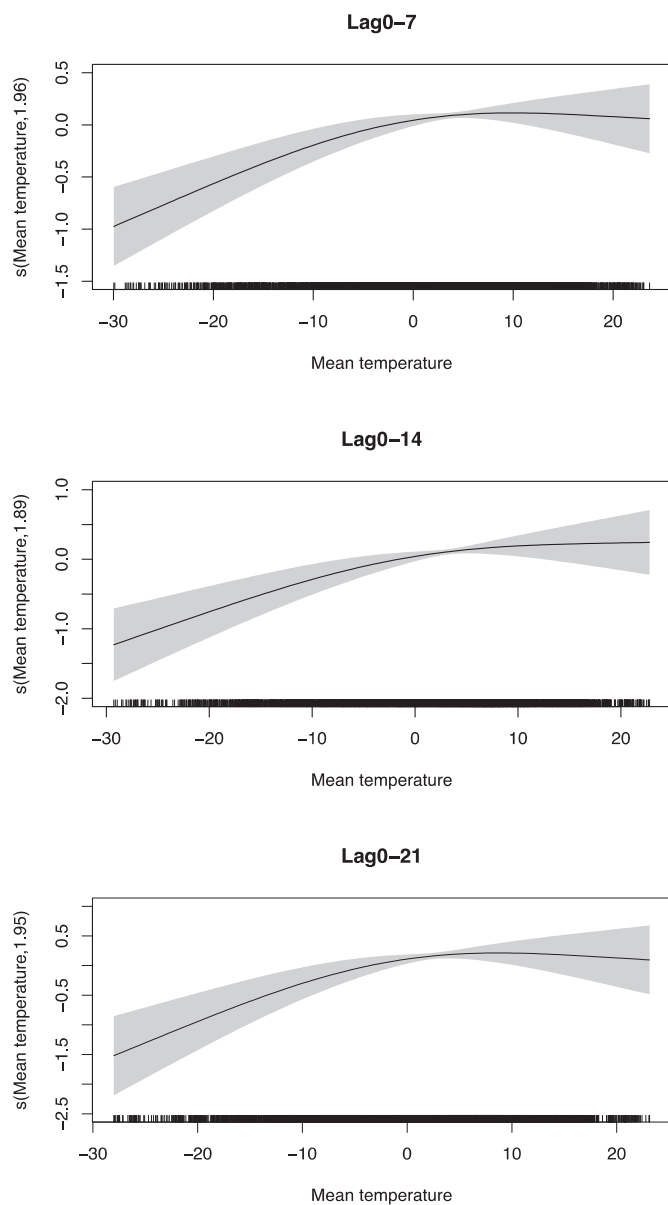 Lag0−7
s(Mean temperature,1.96)
0.5
0.0
−0.5
−1.0
−1.5
−30 −20 −10 0 10 20
Mean temperature
Lag0−14
s(Mean temperature,1.89)
1.0
0.0
−1.0
−2.0
−30 −20 −10 0 10 20
Mean temperature
Lag0−21
s(Mean temperature,1.95)
0.5
−0.5
−1.5
−2.5
−30 −20 −10 0 10 20
Mean temperature